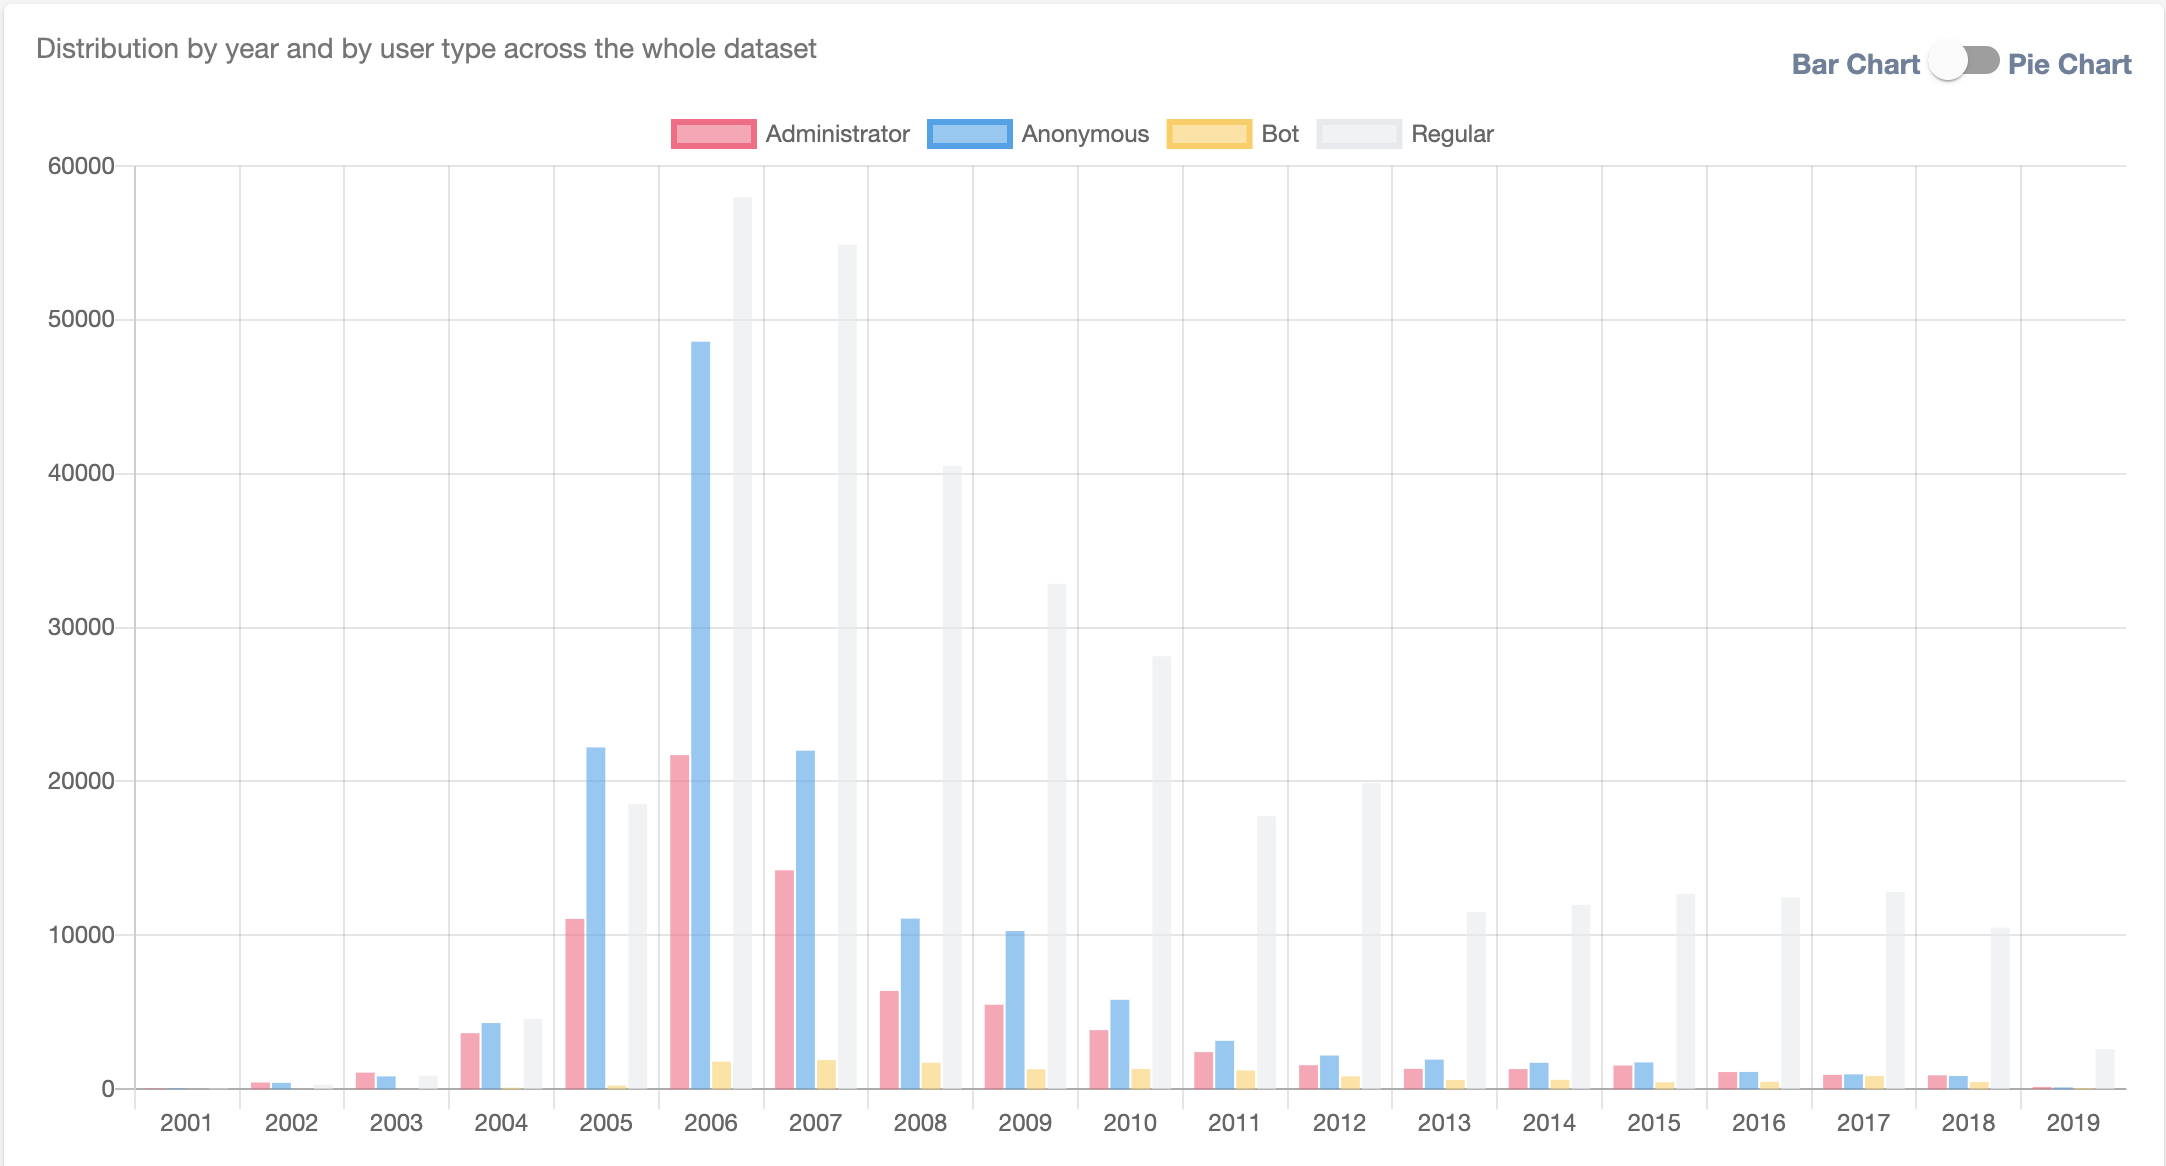 Distribution by year and by user type across the whole dataset
Bar Chart Pie Chart
Administrator Anonymous Bot Regular
60000
50000
40000
30000
20000
10000
0
2001 2002 2003 2004 2005 2006 2007 2008 2009 2010 2011 2012 2013 2014 2015 2016 2017 2018 2019